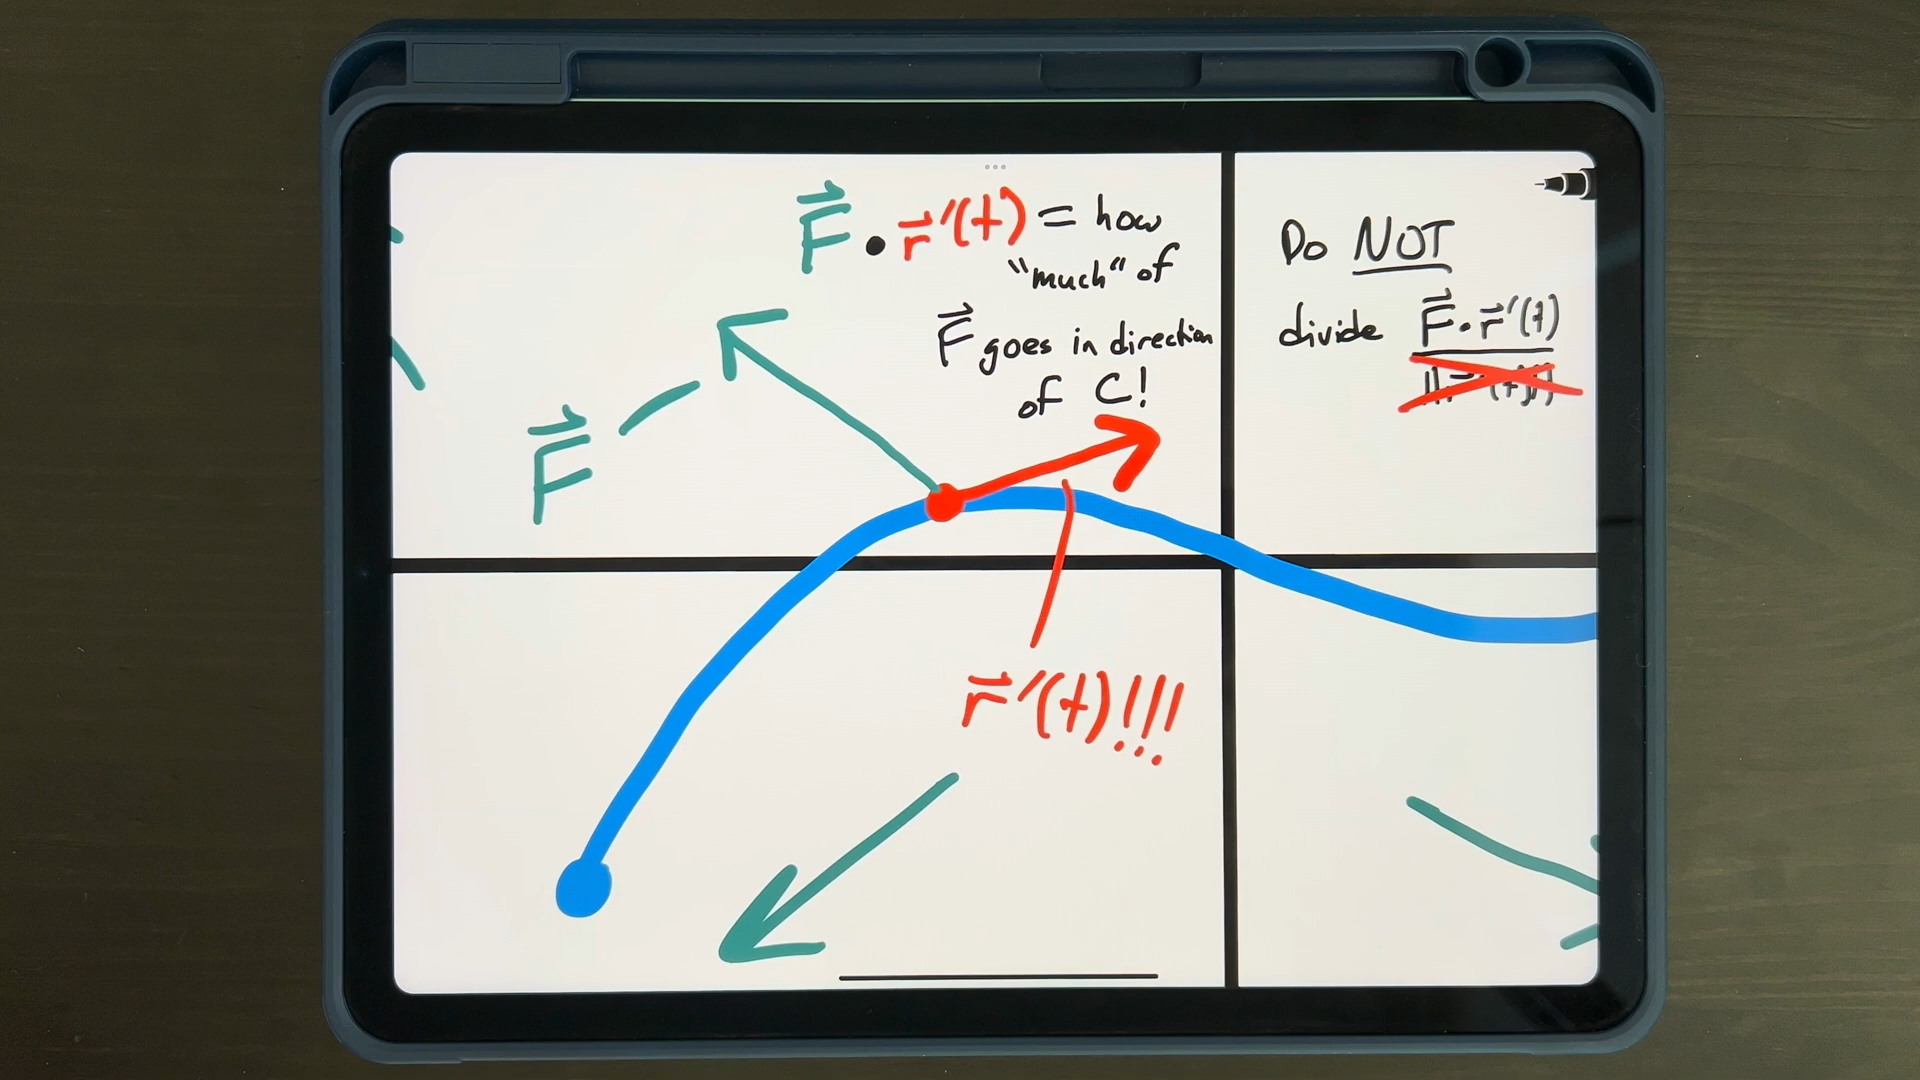 F⃗ • r⃗′(t) = how
"much" of
F⃗ goes in direction
of C!
F⃗
r⃗′(t)!!!
Do NOT
divide F⃗ • r⃗′(t)
||r⃗′(t)||